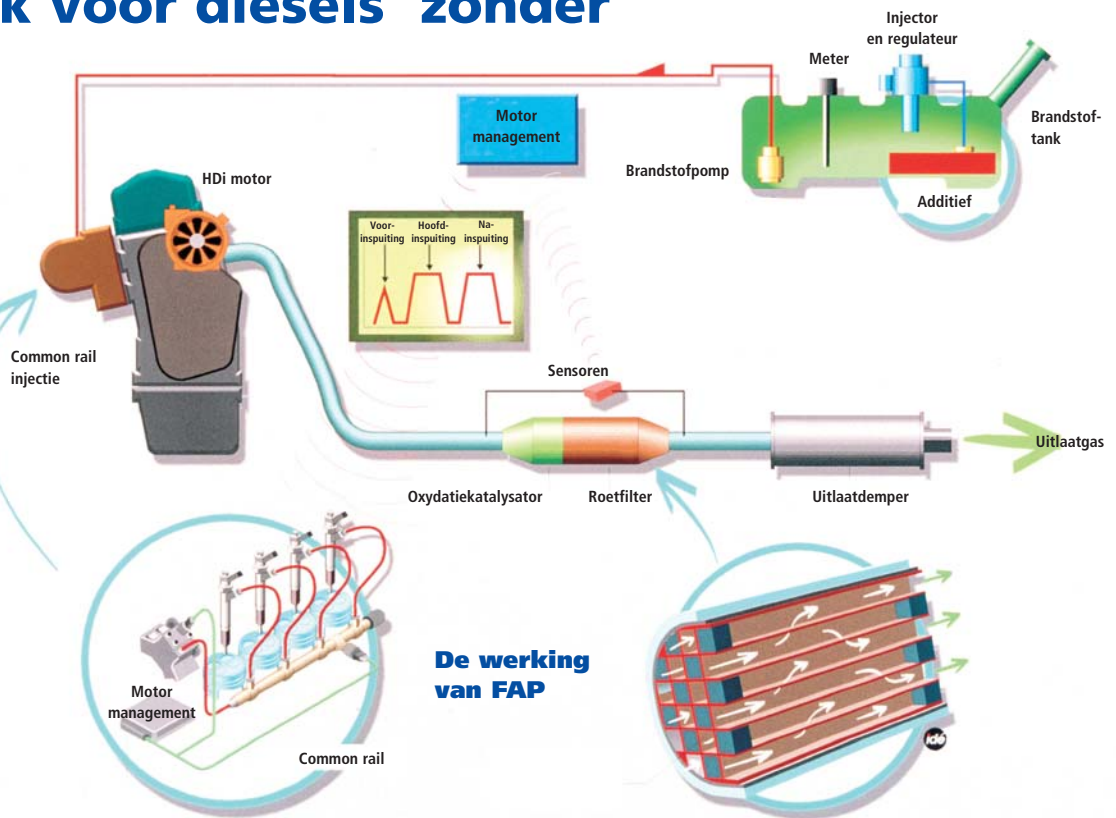 k voor diesels zonder
Injector
en regulateur
Meter
Motor
management
Brandstof-
tank
Brandstofpomp
HDi motor
Additief
Voor-
inspuiting
Hoofd-
inspuiting
Na-
inspuiting
Common rail
injectie
Sensoren
Uitlaatgas
Oxydatiekatalysator
Roetfilter
Uitlaatdemper
De werking
van FAP
Motor
management
Common rail
idé